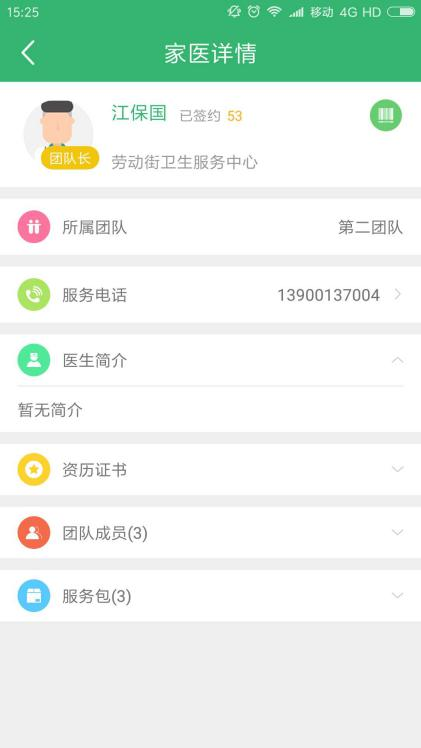 15:25 移动 4G HD
家医详情
江保国 已签约 53
团队长
劳动街卫生服务中心
所属团队 第二团队
服务电话 13900137004
医生简介
暂无简介
资历证书
团队成员(3)
服务包(3)